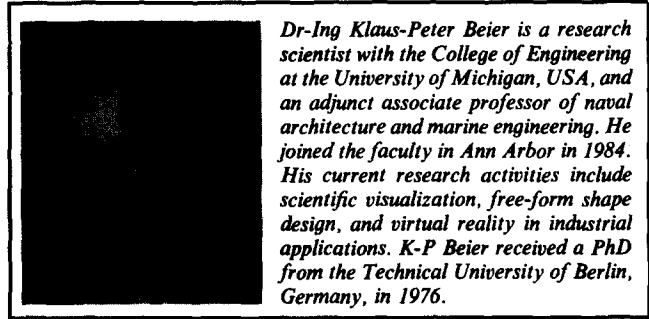 Dr-Ing Klaus-Peter Beier is a research
scientist with the College of Engineering
at the University of Michigan, USA, and
an adjunct associate professor of naval
architecture and marine engineering. He
joined the faculty in Ann Arbor in 1984.
His current research activities include
scientific visualization, free-form shape
design, and virtual reality in industrial
applications. K-P Beier received a PhD
from the Technical University of Berlin,
Germany, in 1976.